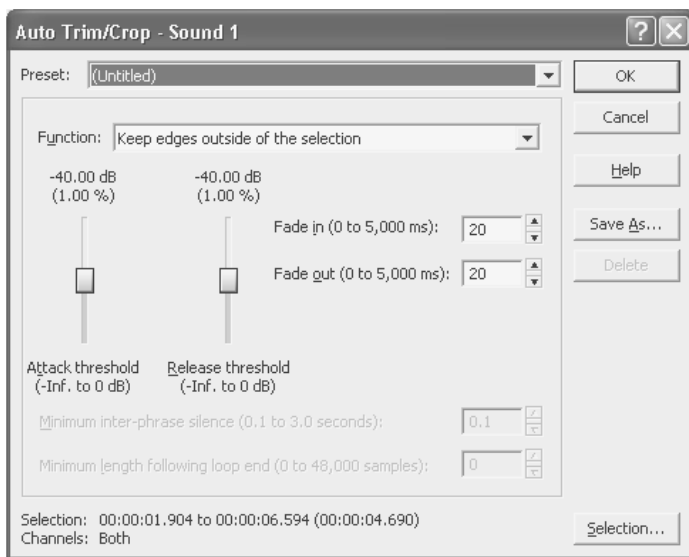 Auto Trim/Crop - Sound 1
Preset: (Untitled)
OK
Cancel
Function: Keep edges outside of the selection
Help
-40.00 dB -40.00 dB
(1.00 %) (1.00 %)
Save As...
Fade in (0 to 5,000 ms): 20
Delete
Fade out (0 to 5,000 ms): 20
Attack threshold Release threshold
(-Inf. to 0 dB) (-Inf. to 0 dB)
Minimum inter-phrase silence (0.1 to 3.0 seconds): 0.1
Minimum length following loop end (0 to 48,000 samples): 0
Selection: 00:00:01.904 to 00:00:06.594 (00:00:04.690)
Channels: Both
Selection...